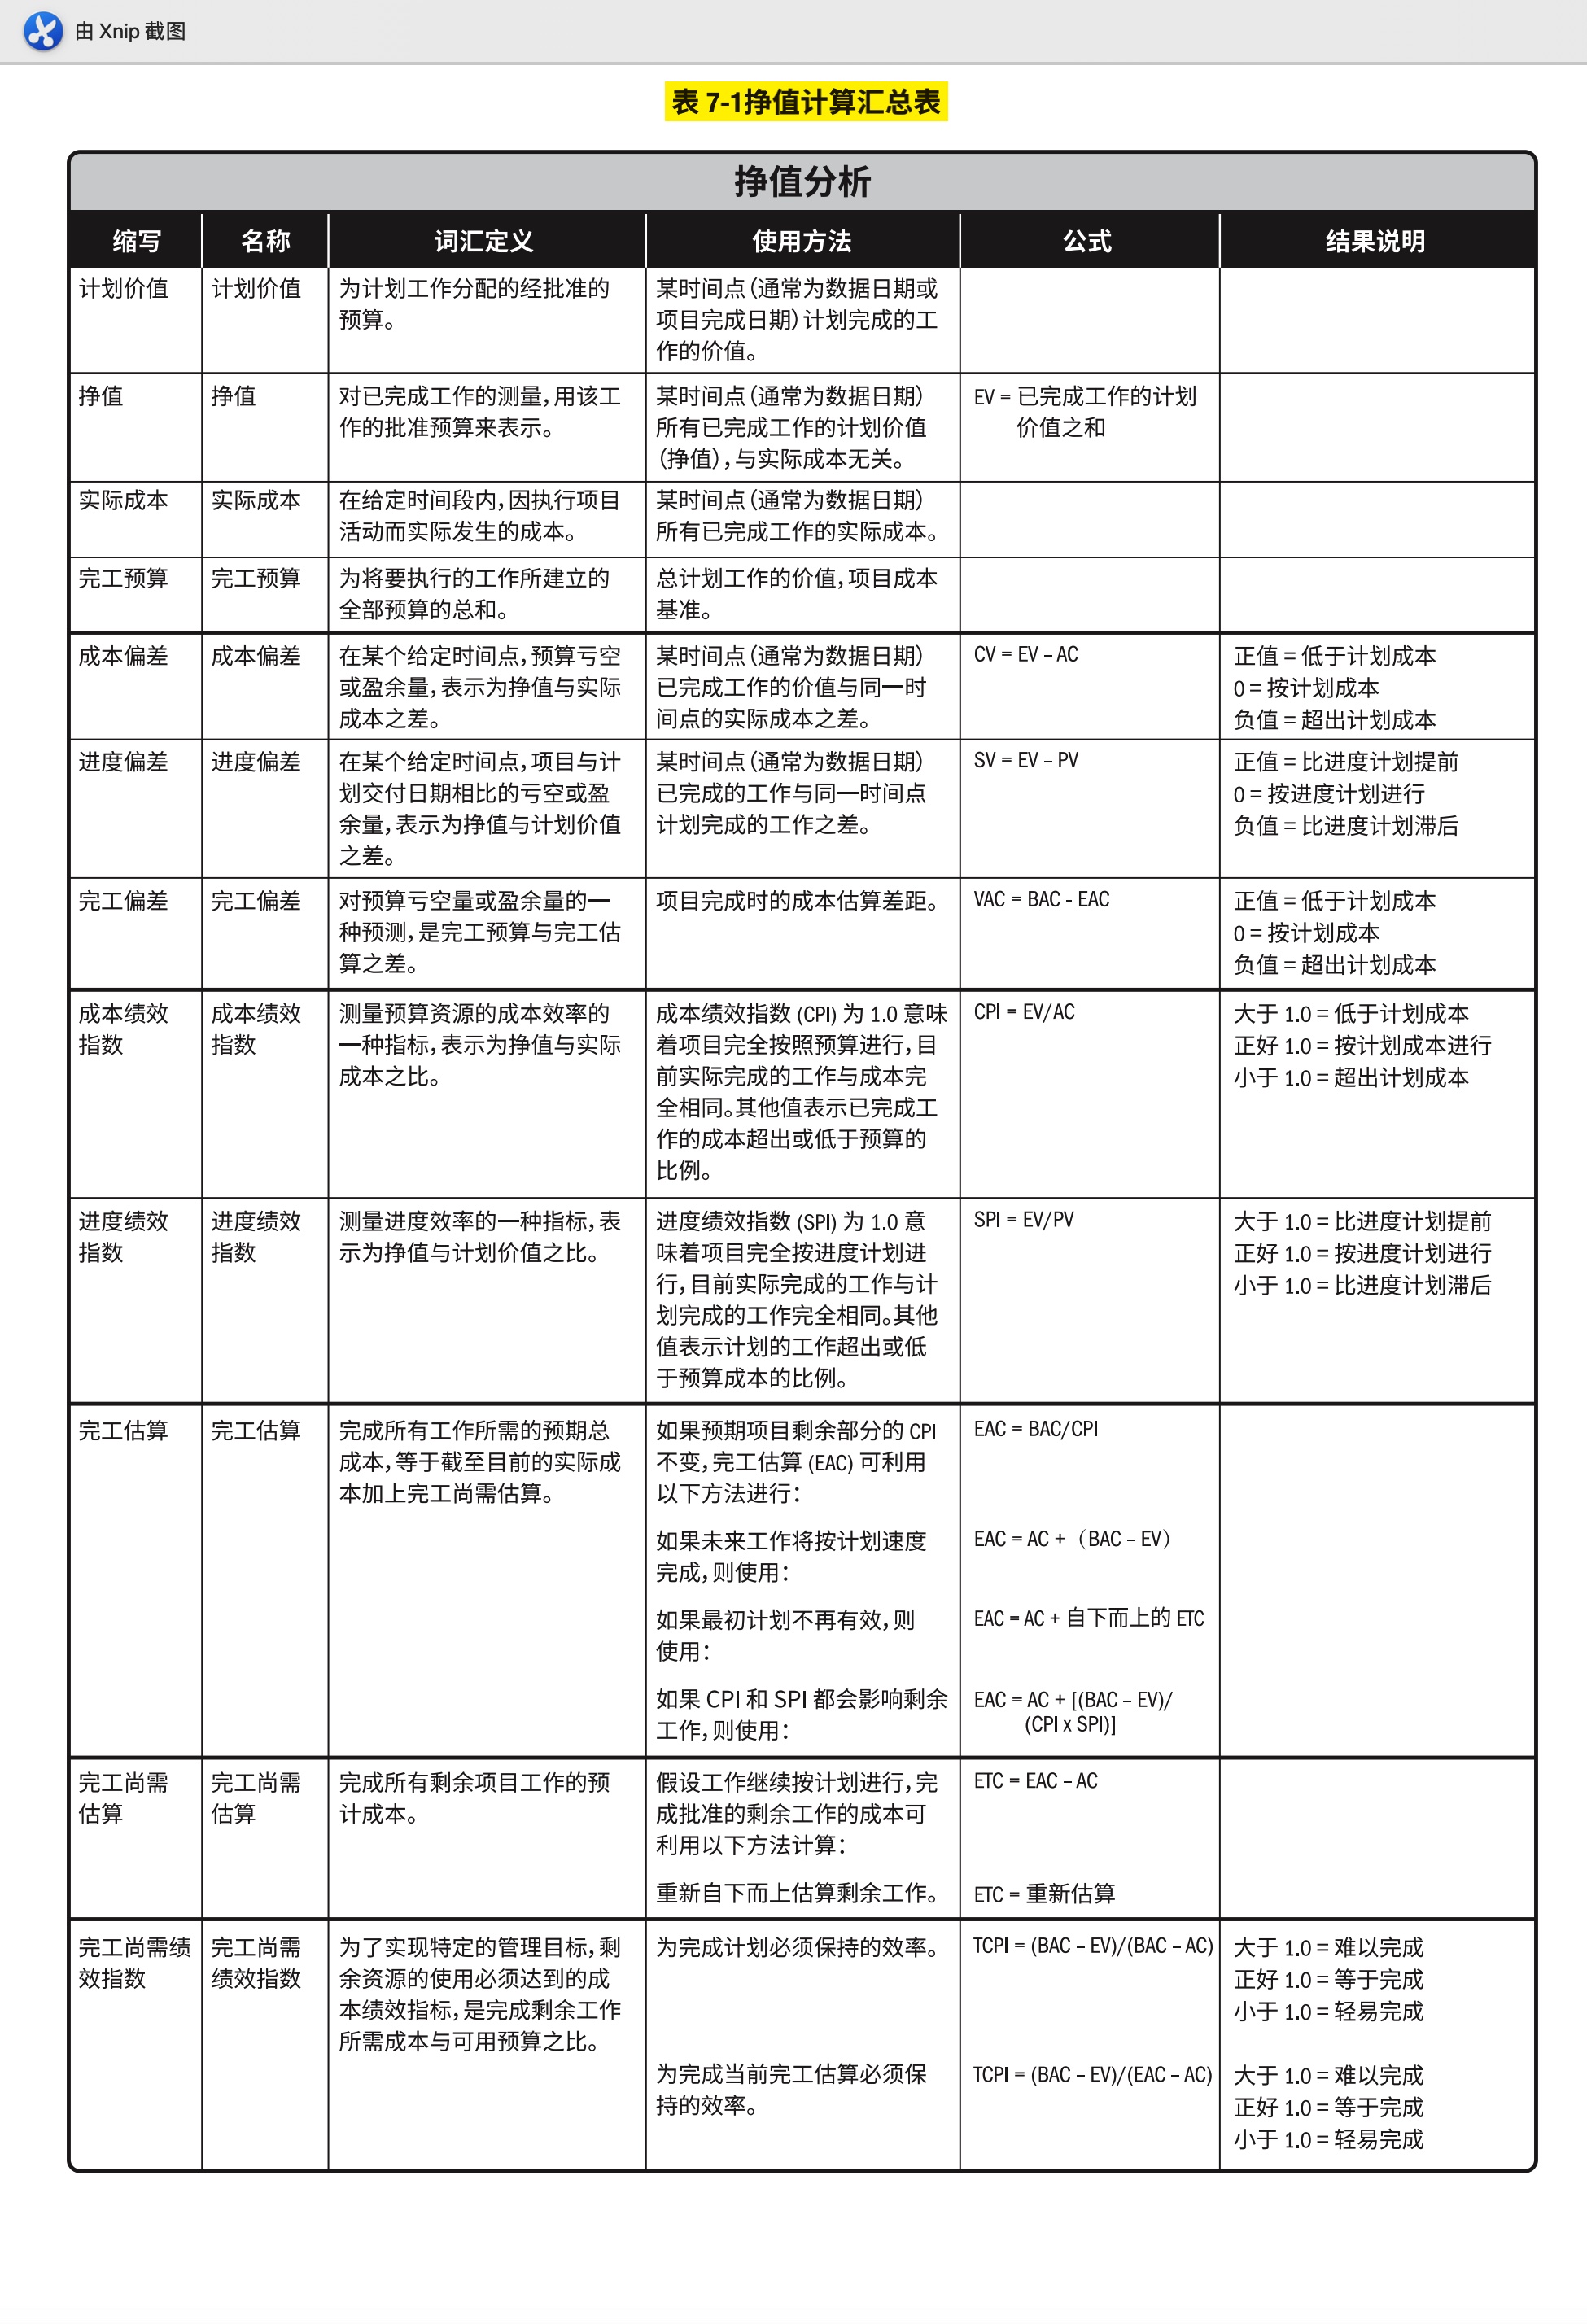 由 Xnip 截图
表 7-1挣值计算汇总表
挣值分析
缩写 名称 词汇定义 使用方法 公式 结果说明
计划价值 计划价值 为计划工作分配的经批准的
预算。
某时间点(通常为数据日期或
项目完成日期)计划完成的工
作的价值。
挣值 挣值 对已完成工作的测量,用该工
作的批准预算来表示。
某时间点(通常为数据日期)
所有已完成工作的计划价值
(挣值),与实际成本无关。
EV = 已完成工作的计划
价值之和
实际成本 实际成本 在给定时间段内,因执行项目
活动而实际发生的成本。
某时间点(通常为数据日期)
所有已完成工作的实际成本。
完工预算 完工预算 为将要执行的工作所建立的
全部预算的总和。
总计划工作的价值,项目成本
基准。
成本偏差 成本偏差 在某个给定时间点,预算亏空
或盈余量,表示为挣值与实际
成本之差。
某时间点(通常为数据日期)
已完成工作的价值与同一时
间点的实际成本之差。
CV = EV – AC
正值 = 低于计划成本
0 = 按计划成本
负值 = 超出计划成本
进度偏差 进度偏差 在某个给定时间点,项目与计
划交付日期相比的亏空或盈
余量,表示为挣值与计划价值
之差。
某时间点(通常为数据日期)
已完成的工作与同一时间点
计划完成的工作之差。
SV = EV – PV
正值 = 比进度计划提前
0 = 按进度计划进行
负值 = 比进度计划滞后
完工偏差 完工偏差 对预算亏空量或盈余量的一
种预测,是完工预算与完工估
算之差。
项目完成时的成本估算差距。
VAC = BAC - EAC
正值 = 低于计划成本
0 = 按计划成本
负值 = 超出计划成本
成本绩效
指数
成本绩效
指数
测量预算资源的成本效率的
一种指标,表示为挣值与实际
成本之比。
成本绩效指数 (CPI) 为 1.0 意味
着项目完全按照预算进行,目
前实际完成的工作与成本完
全相同。其他值表示已完成工
作的成本超出或低于预算的
比例。
CPI = EV/AC
大于 1.0 = 低于计划成本
正好 1.0 = 按计划成本进行
小于 1.0 = 超出计划成本
进度绩效
指数
进度绩效
指数
测量进度效率的一种指标,表
示为挣值与计划价值之比。
进度绩效指数 (SPI) 为 1.0 意
味着项目完全按进度计划进
行,目前实际完成的工作与计
划完成的工作完全相同。其他
值表示计划的工作超出或低
于预算成本的比例。
SPI = EV/PV
大于 1.0 = 比进度计划提前
正好 1.0 = 按进度计划进行
小于 1.0 = 比进度计划滞后
完工估算 完工估算 完成所有工作所需的预期总
成本,等于截至目前的实际成
本加上完工尚需估算。
如果预期项目剩余部分的 CPI
不变,完工估算 (EAC) 可利用
以下方法进行:
EAC = BAC/CPI
如果未来工作将按计划速度
完成,则使用:
EAC = AC +(BAC – EV)
如果最初计划不再有效,则
使用:
EAC = AC + 自下而上的 ETC
如果 CPI 和 SPI 都会影响剩余
工作,则使用:
EAC = AC + [(BAC – EV)/
(CPI x SPI)]
完工尚需
估算
完工尚需
估算
完成所有剩余项目工作的预
计成本。
假设工作继续按计划进行,完
成批准的剩余工作的成本可
利用以下方法计算:
ETC = EAC – AC
重新自下而上估算剩余工作。
ETC = 重新估算
完工尚需绩
效指数
完工尚需
绩效指数
为了实现特定的管理目标,剩
余资源的使用必须达到的成
本绩效指标,是完成剩余工作
所需成本与可用预算之比。
为完成计划必须保持的效率。
TCPI = (BAC – EV)/(BAC – AC)
大于 1.0 = 难以完成
正好 1.0 = 等于完成
小于 1.0 = 轻易完成
为完成当前完工估算必须保
持的效率。
TCPI = (BAC – EV)/(EAC – AC)
大于 1.0 = 难以完成
正好 1.0 = 等于完成
小于 1.0 = 轻易完成